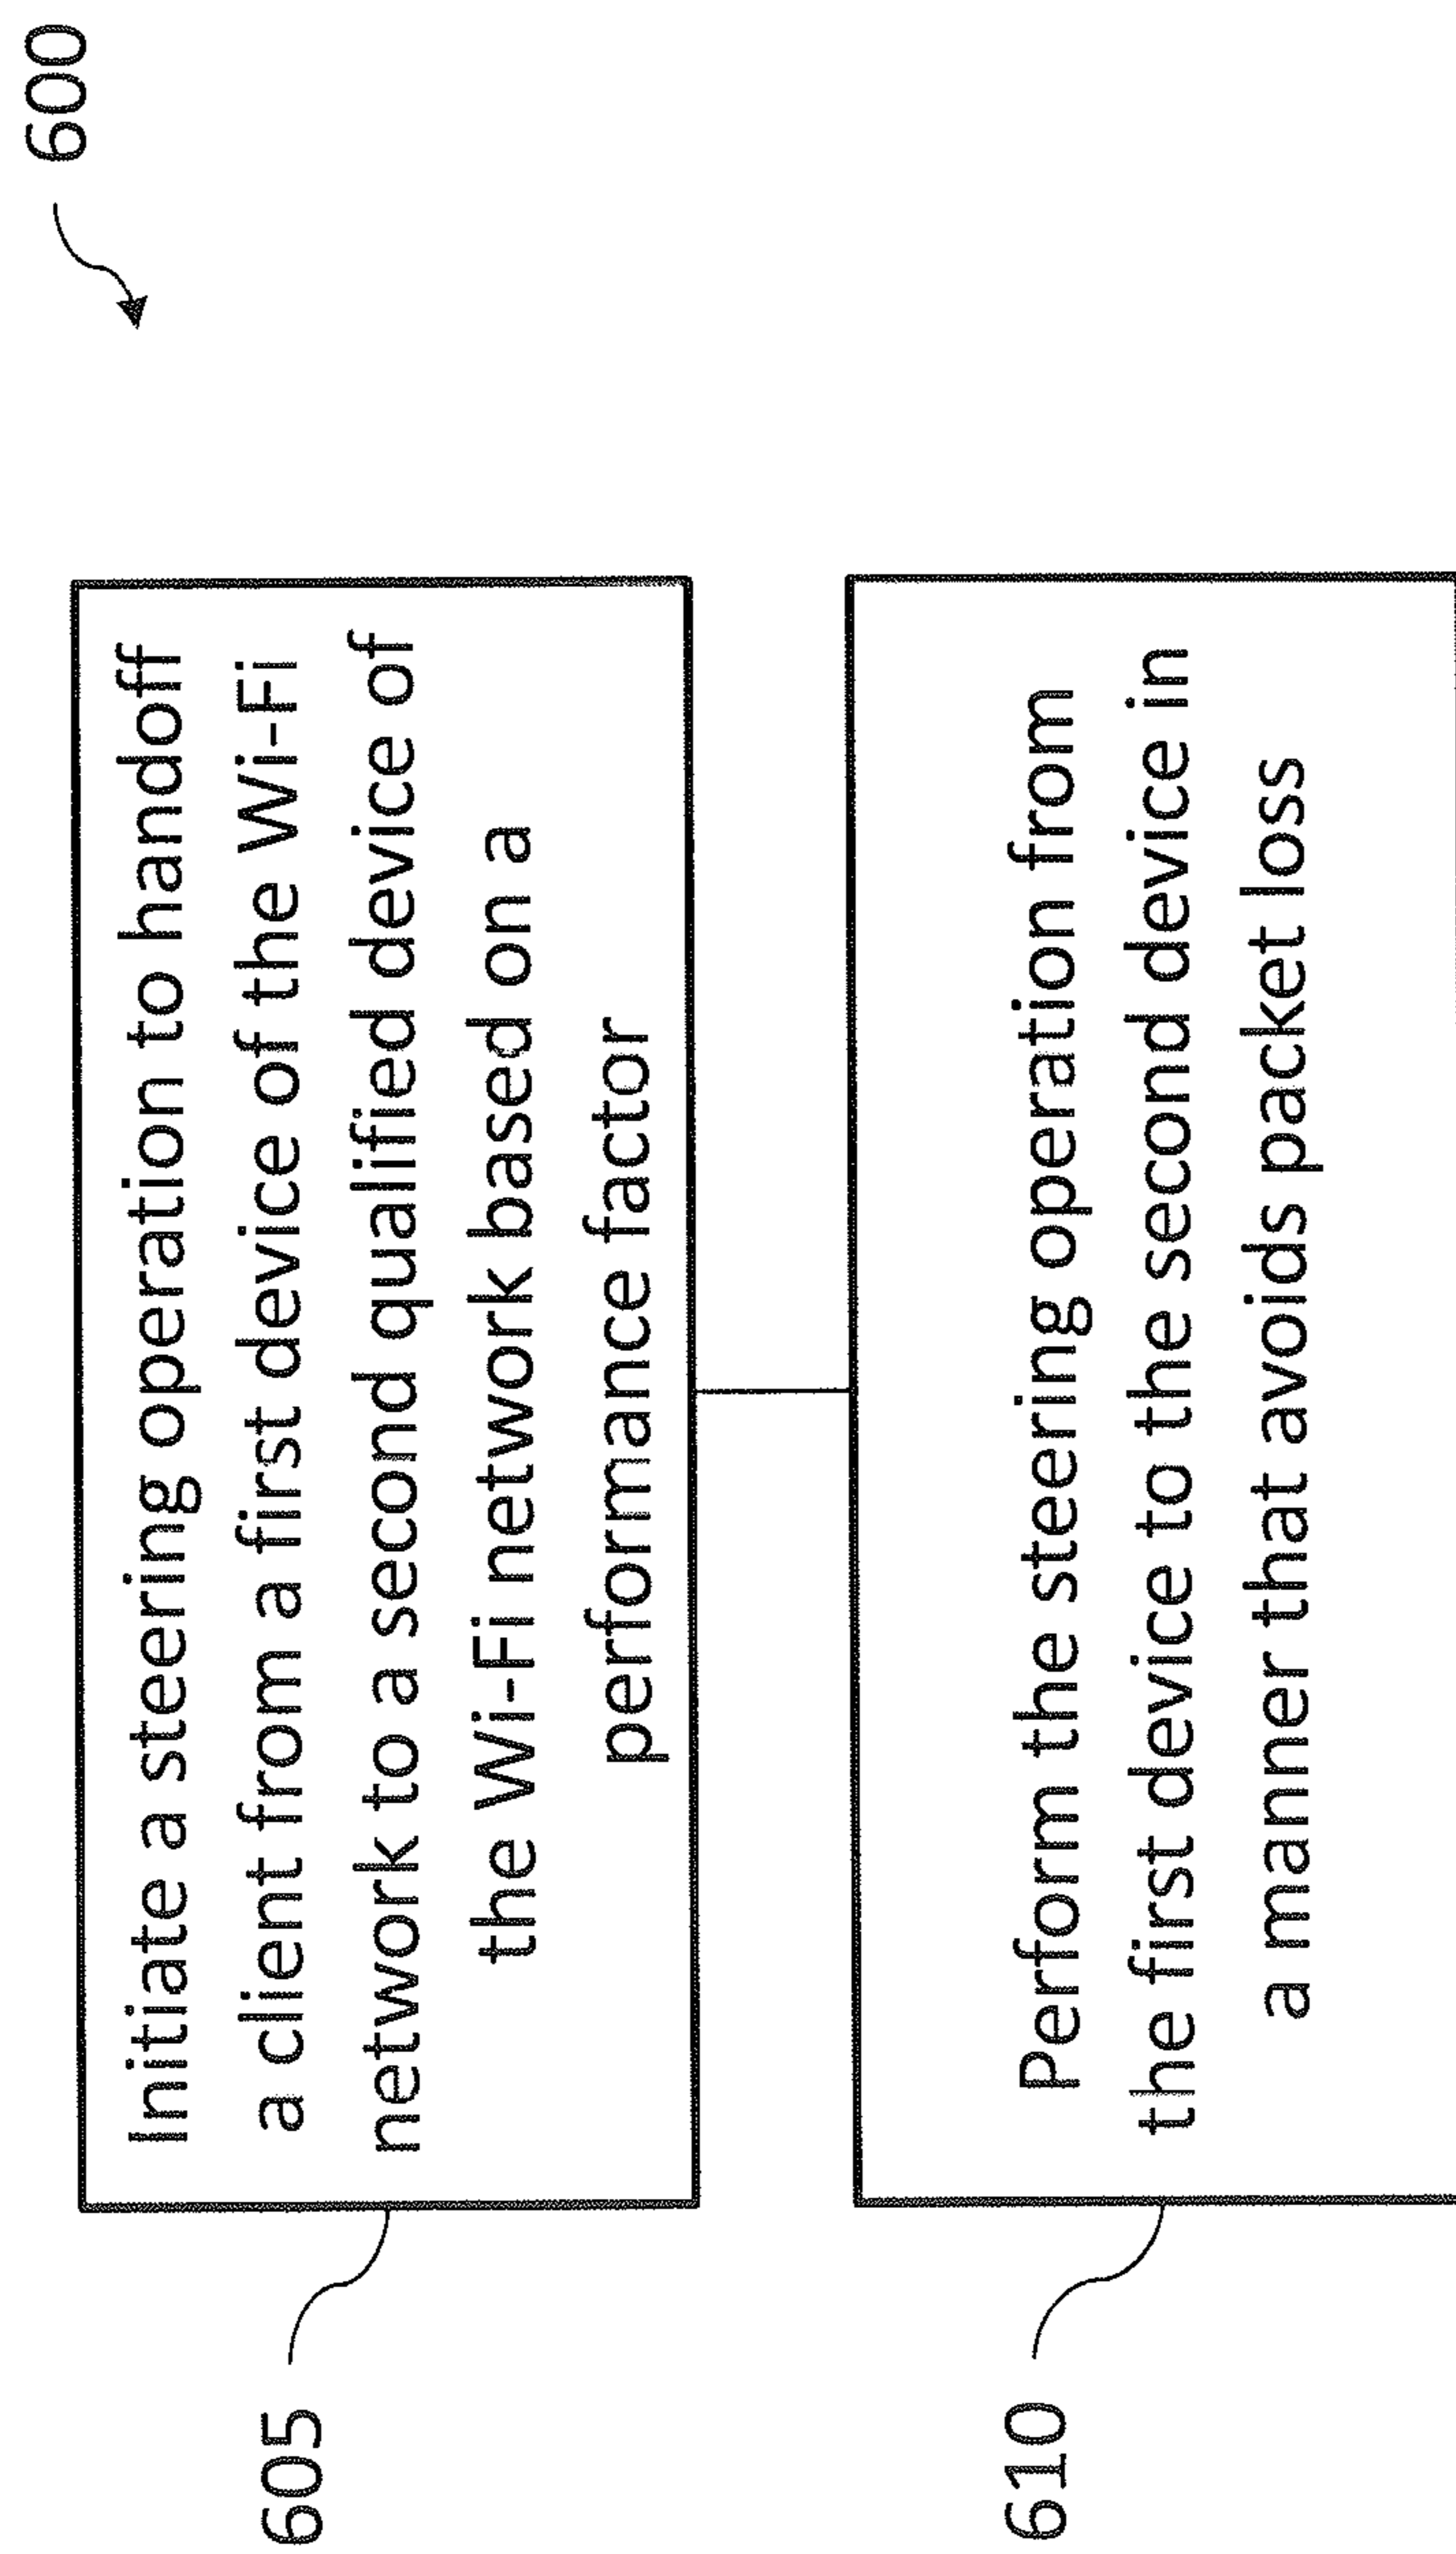 600
605
Initiate a steering operation to handoff
a client from a first device of the Wi-Fi
network to a second qualified device of
the Wi-Fi network based on a
performance factor
610
Perform the steering operation from
the first device to the second device in
a manner that avoids packet loss